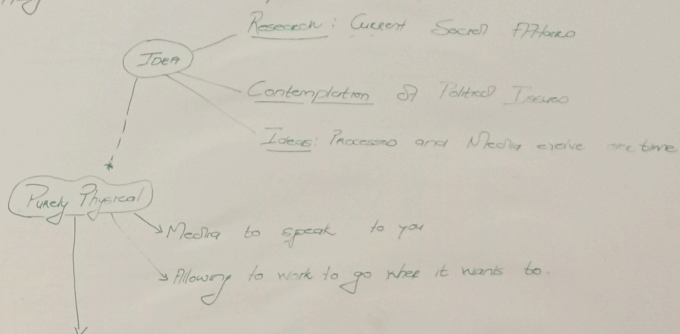 Research: Current Social Affairs
IDEA
Contemplation of Political Issues
Ideas: Processes and Media evolve over time
Purely Physical
Media to speak to you
Allowing to work to go where it wants to.